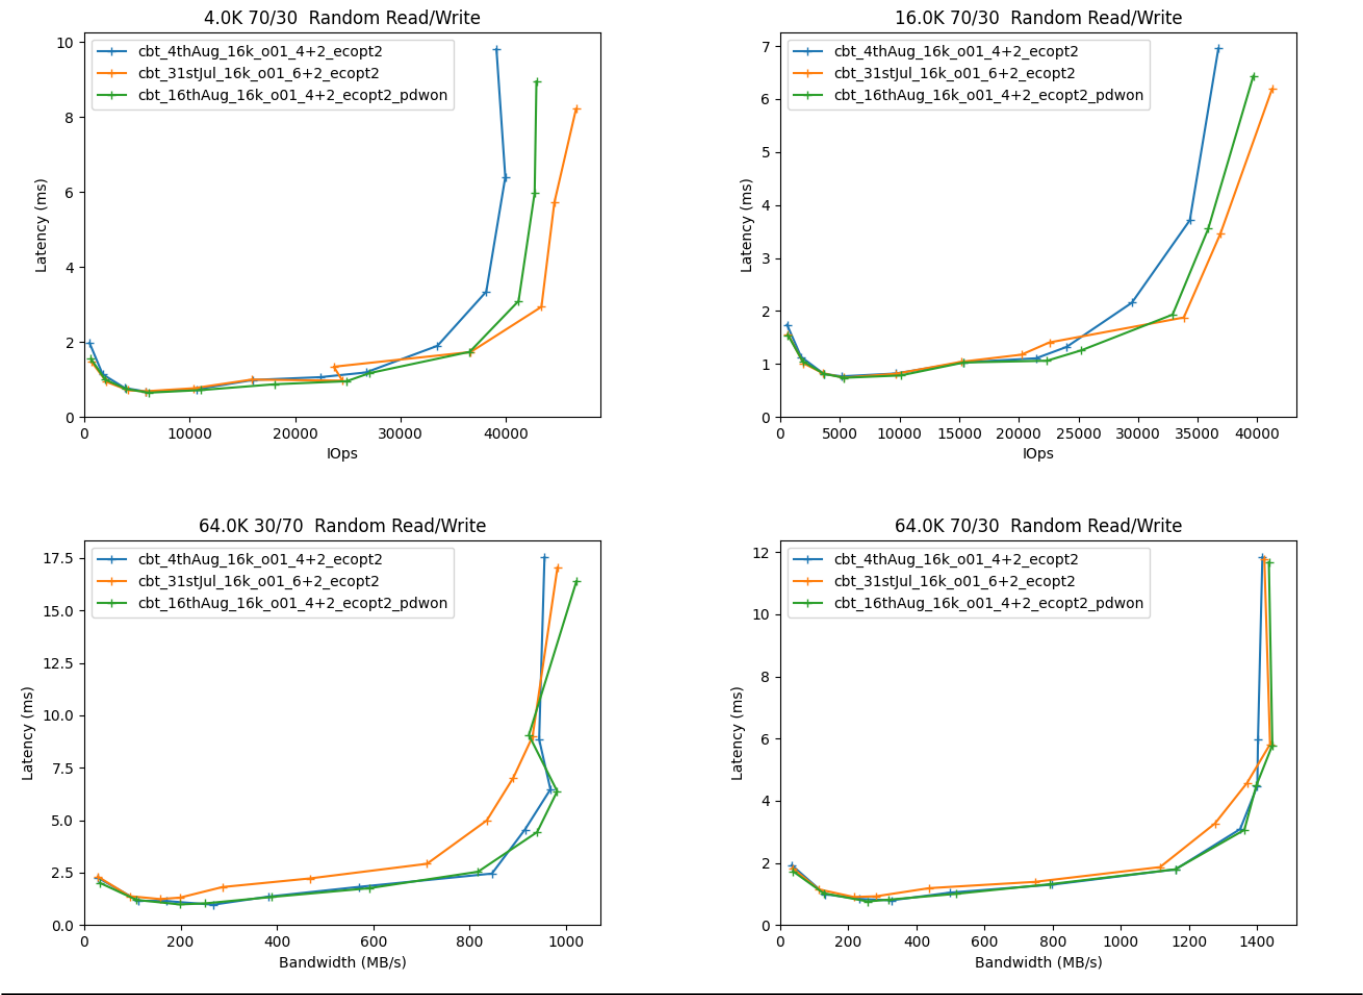 4.0K 70/30 Random Read/Write
10
8
6
4
2
0
Latency (ms)
cbt_4thAug_16k_o01_4+2_ecopt2
cbt_31stJul_16k_o01_6+2_ecopt2
cbt_16thAug_16k_o01_4+2_ecopt2_pdwon
0 10000 20000 30000 40000
IOps
16.0K 70/30 Random Read/Write
7
6
5
4
3
2
1
0
Latency (ms)
cbt_4thAug_16k_o01_4+2_ecopt2
cbt_31stJul_16k_o01_6+2_ecopt2
cbt_16thAug_16k_o01_4+2_ecopt2_pdwon
0 5000 10000 15000 20000 25000 30000 35000 40000
IOps
64.0K 30/70 Random Read/Write
17.5
15.0
12.5
10.0
7.5
5.0
2.5
0.0
Latency (ms)
cbt_4thAug_16k_o01_4+2_ecopt2
cbt_31stJul_16k_o01_6+2_ecopt2
cbt_16thAug_16k_o01_4+2_ecopt2_pdwon
0 200 400 600 800 1000
Bandwidth (MB/s)
64.0K 70/30 Random Read/Write
12
10
8
6
4
2
0
Latency (ms)
cbt_4thAug_16k_o01_4+2_ecopt2
cbt_31stJul_16k_o01_6+2_ecopt2
cbt_16thAug_16k_o01_4+2_ecopt2_pdwon
0 200 400 600 800 1000 1200 1400
Bandwidth (MB/s)